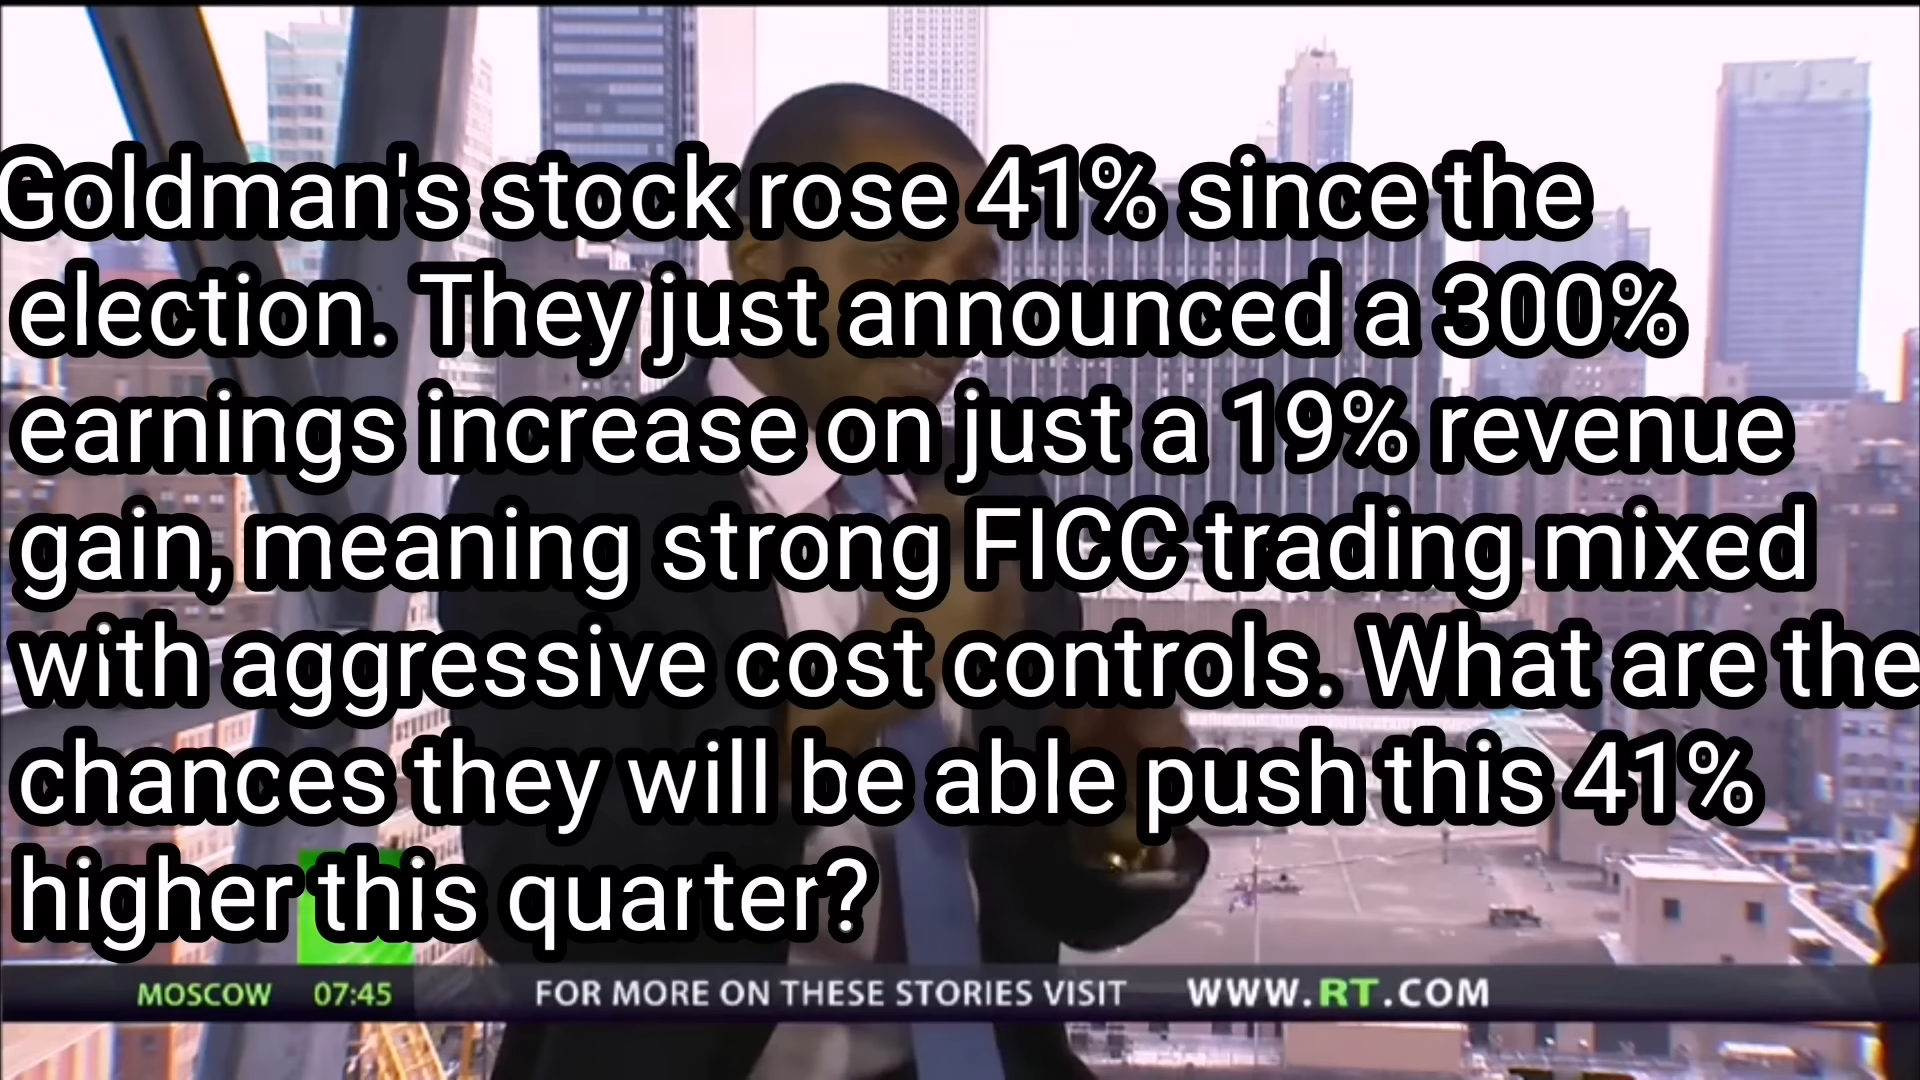 Goldman's stock rose 41% since the
election. They just announced a 300%
earnings increase on just a 19% revenue
gain, meaning strong FICC trading mixed
with aggressive cost controls. What are the
chances they will be able push this 41%
higher this quarter?
MOSCOW 07:45 FOR MORE ON THESE STORIES VISIT WWW.RT.COM